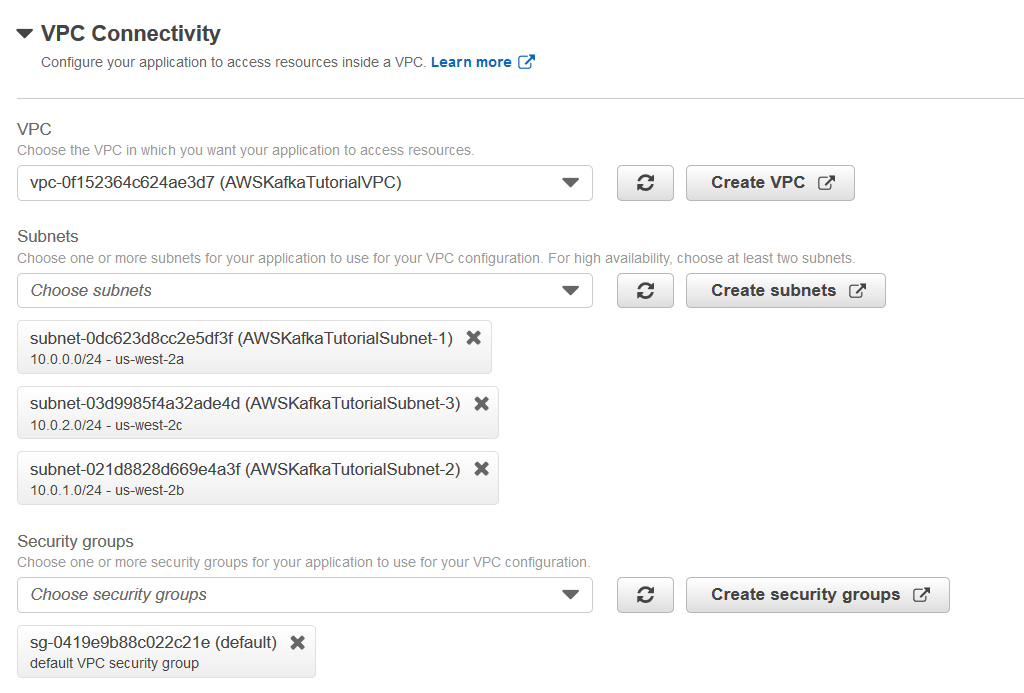 VPC Connectivity
Configure your application to access resources inside a VPC. Learn more
VPC
Choose the VPC in which you want your application to access resources.
vpc-0f152364c624ae3d7 (AWSKafkaTutorialVPC)
Create VPC
Subnets
Choose one or more subnets for your application to use for your VPC configuration. For high availability, choose at least two subnets.
Choose subnets
Create subnets
subnet-0dc623d8cc2e5df3f (AWSKafkaTutorialSubnet-1)
10.0.0.0/24 - us-west-2a
subnet-03d9985f4a32ade4d (AWSKafkaTutorialSubnet-3)
10.0.2.0/24 - us-west-2c
subnet-021d8828d669e4a3f (AWSKafkaTutorialSubnet-2)
10.0.1.0/24 - us-west-2b
Security groups
Choose one or more security groups for your application to use for your VPC configuration.
Choose security groups
Create security groups
sg-0419e9b88c022c21e (default)
default VPC security group